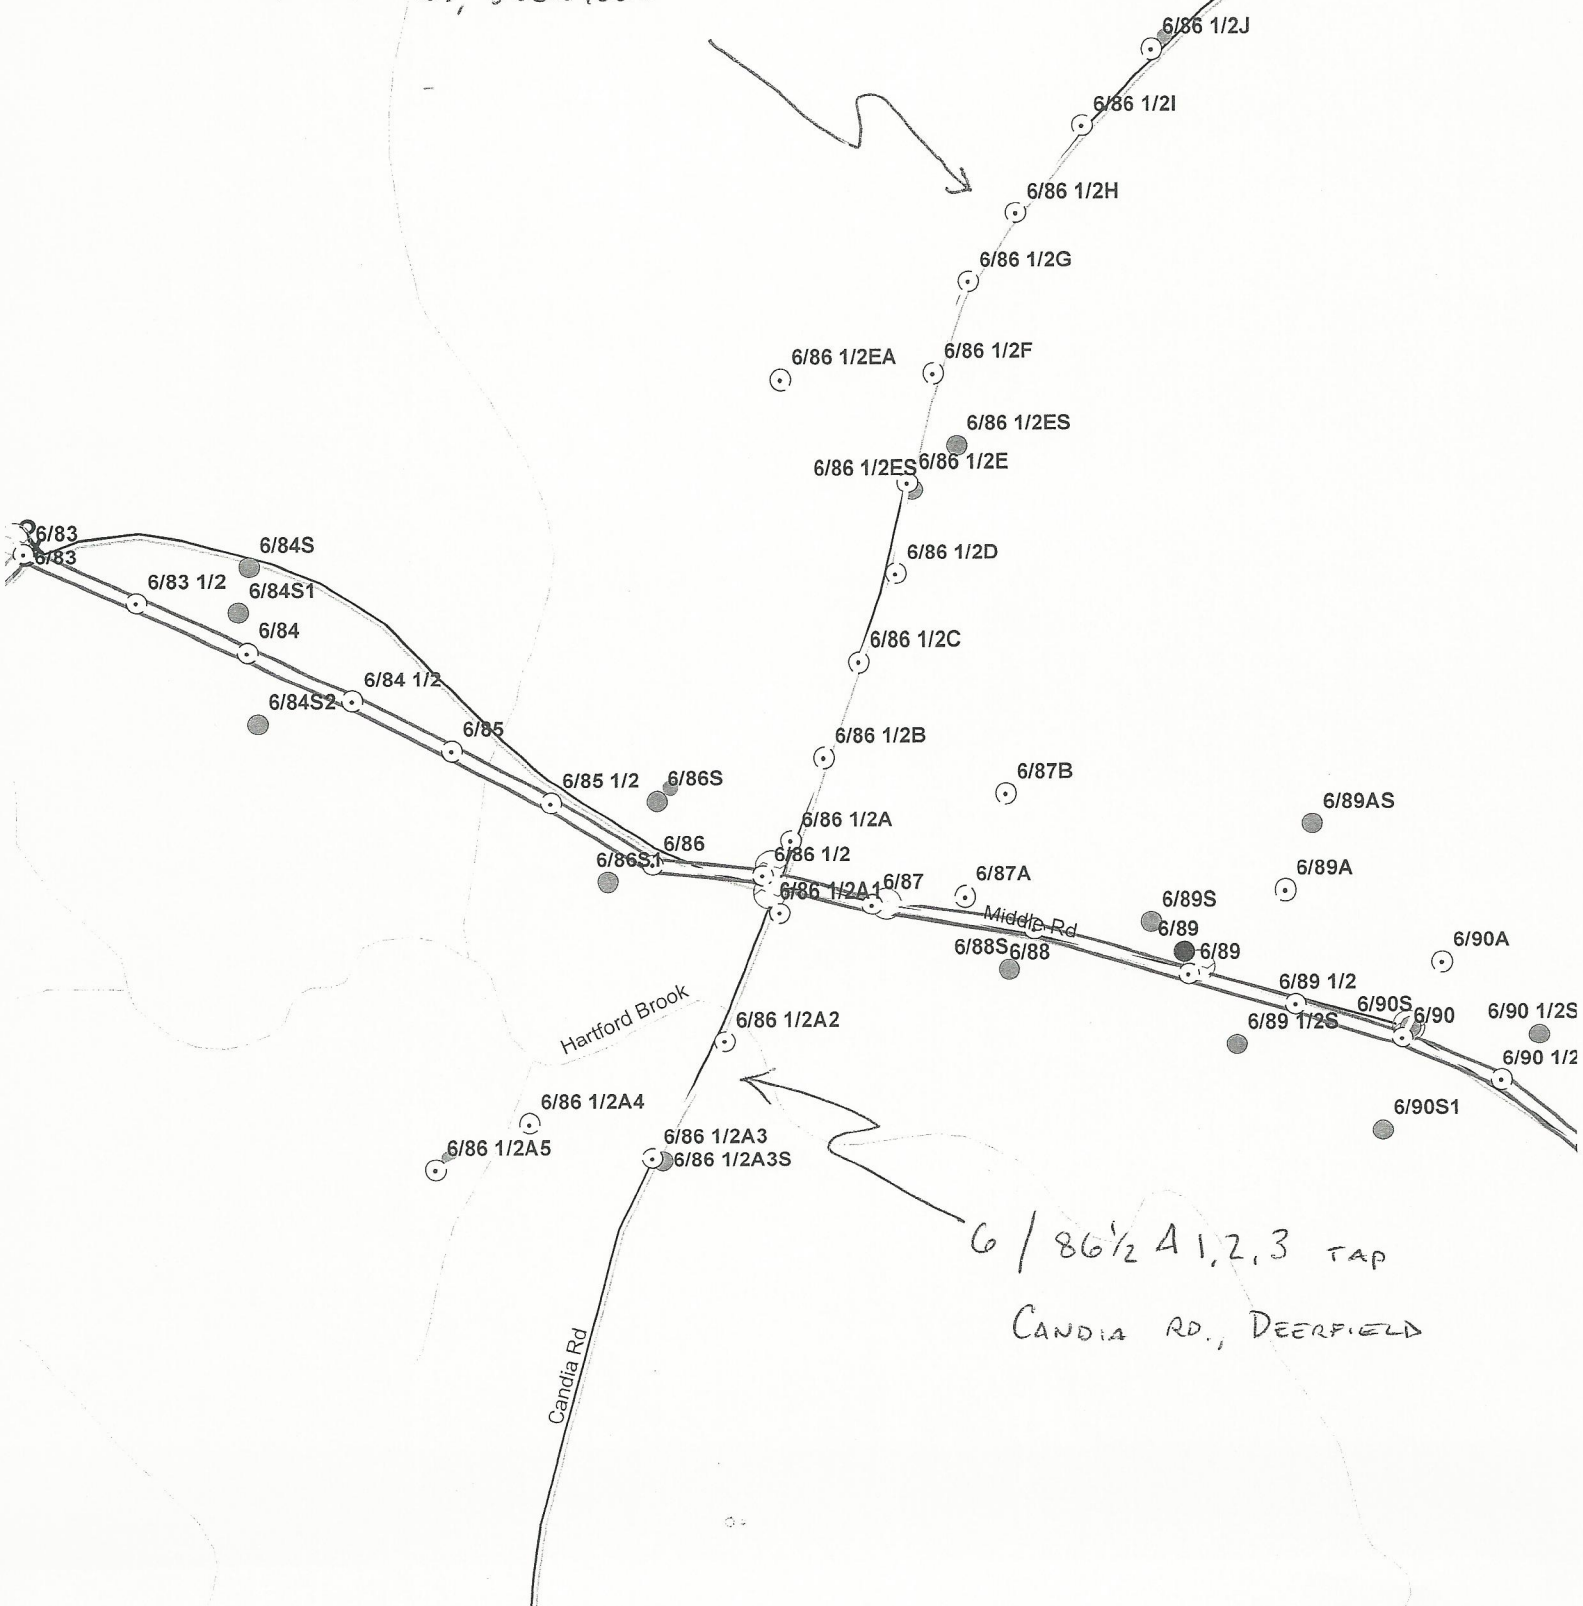 6/86 1/2J
6/86 1/2I
6/86 1/2H
6/86 1/2G
6/86 1/2EA
6/86 1/2F
6/86 1/2ES
6/86 1/2ES
6/86 1/2E
6/83
6/83
6/84S
6/86 1/2D
6/83 1/2
6/84S1
6/84
6/86 1/2C
6/84 1/2
6/84S2
6/85
6/86 1/2B
6/85 1/2
6/86S
6/87B
6/89AS
6/86 1/2A
6/86
6/86 1/2
6/86S1
6/86 1/2A1
6/87
6/87A
6/89A
6/89S
Middle Rd
6/89
6/88S
6/88
6/89
6/90A
6/89 1/2
6/90S
6/90
6/90 1/2S
6/89 1/2S
Hartford Brook
6/86 1/2A2
6/90 1/2
6/86 1/2A4
6/90S1
6/86 1/2A5
6/86 1/2A3
6/86 1/2A3S
6 / 86 1/2 A 1, 2, 3 TAP
CANDIA RD., DEERFIELD
Candia Rd